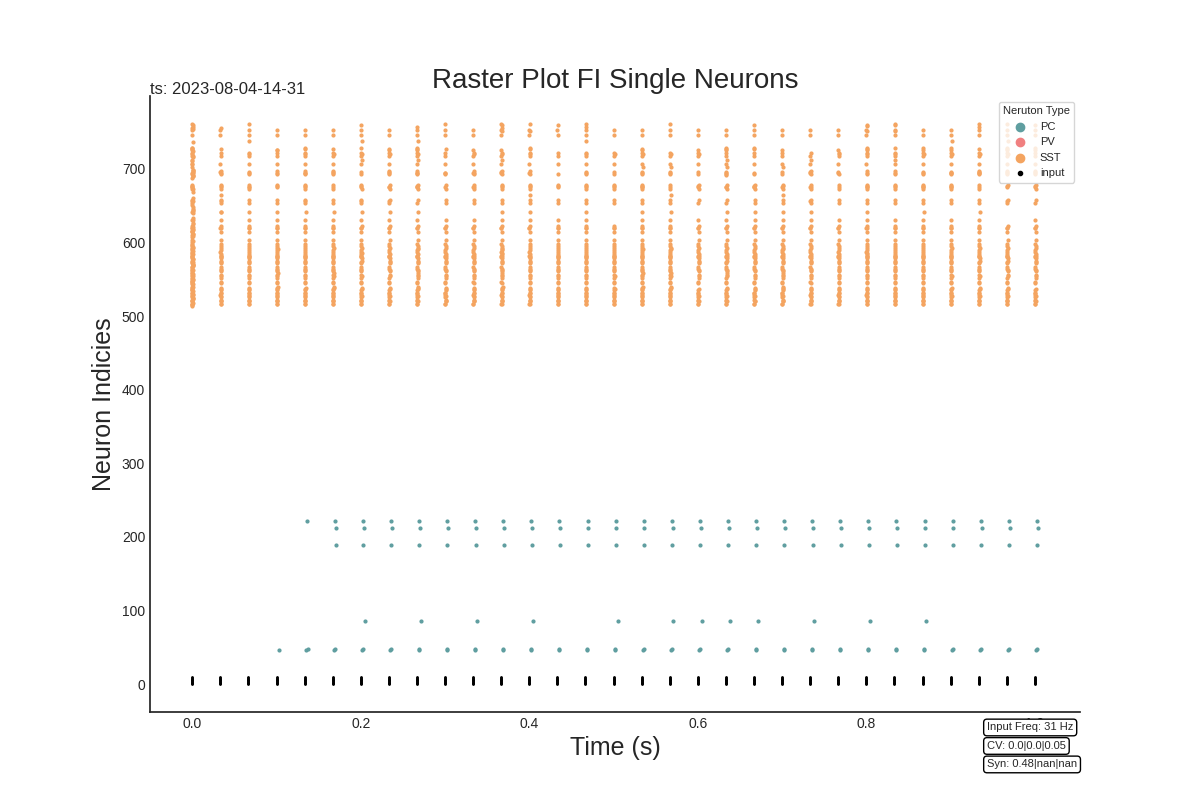 Raster Plot FI Single Neurons
ts: 2023-08-04-14-31
Neruton Type
PC
PV
SST
input
Neuron Indicies
700
600
500
400
300
200
100
0
0.0 0.2 0.4 0.6 0.8
Time (s)
Input Freq: 31 Hz
CV: 0.0|0.0|0.05
Syn: 0.48|nan|nan